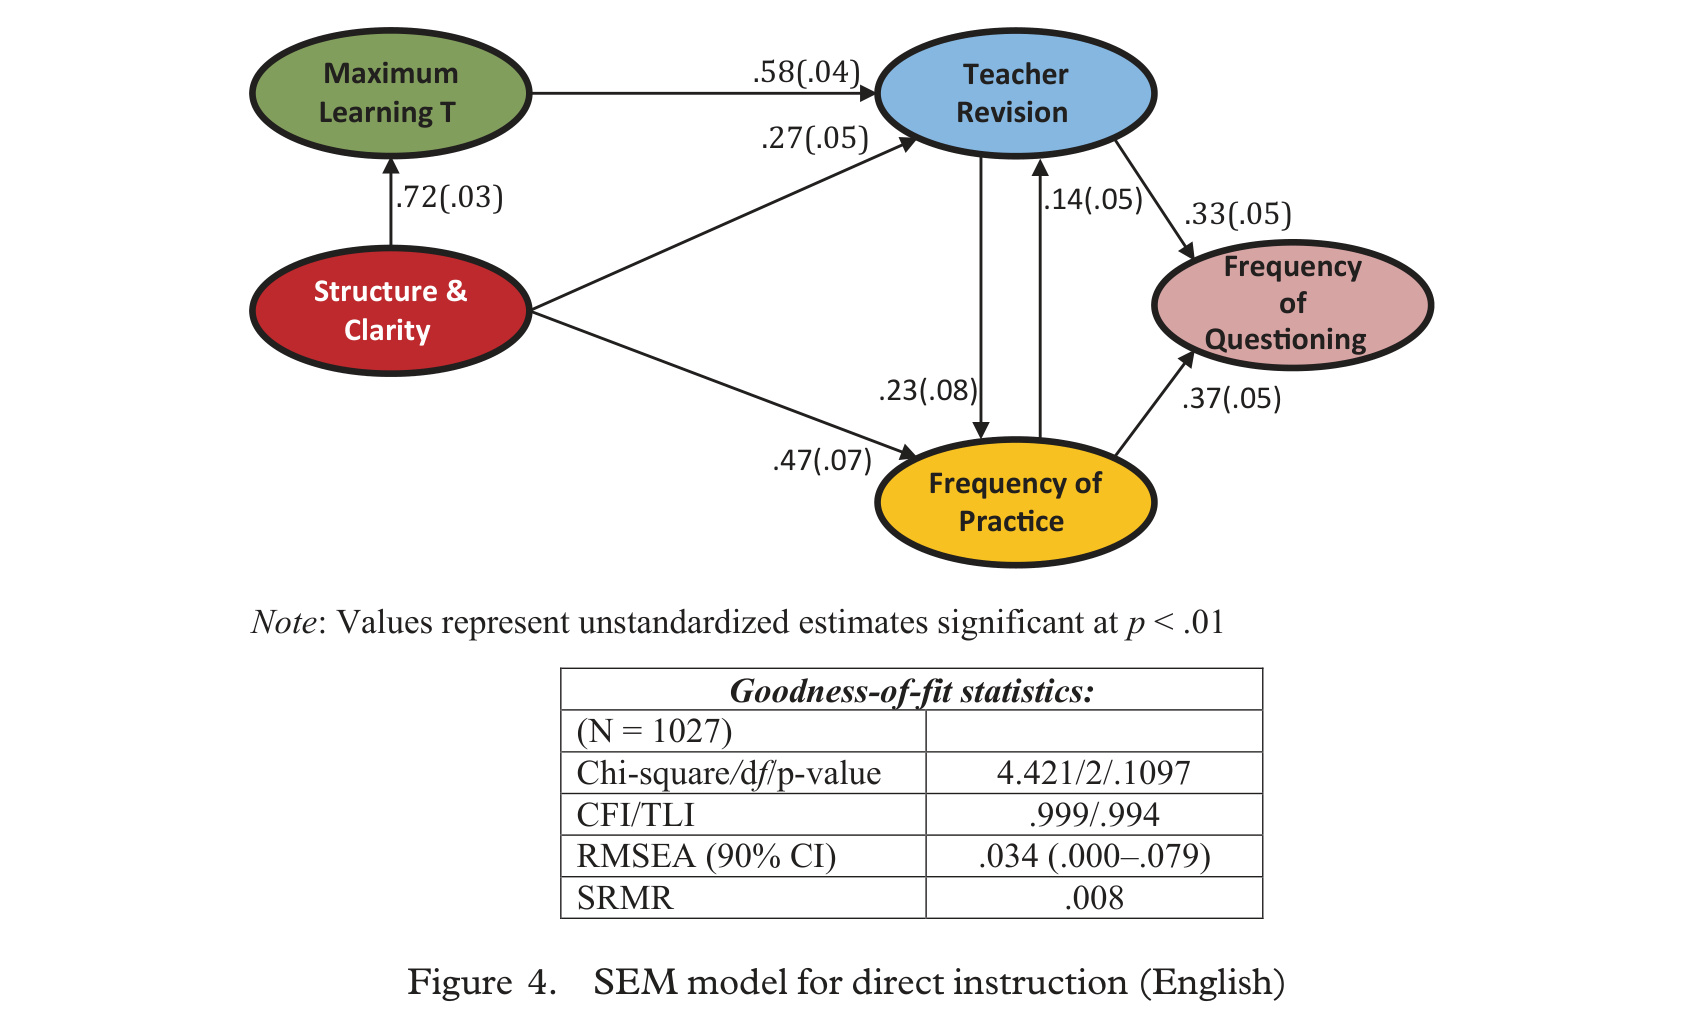 Maximum
Learning T
.58(.04)
Teacher
Revision
.27(.05)
.72(.03)
.14(.05)
.33(.05)
Structure &
Clarity
Frequency
of
Questioning
.23(.08)
.37(.05)
.47(.07)
Frequency of
Practice
Note: Values represent unstandardized estimates significant at p < .01
Goodness-of-fit statistics:
(N = 1027)
Chi-square/df/p-value 4.421/2/.1097
CFI/TLI .999/.994
RMSEA (90% CI) .034 (.000–.079)
SRMR .008
Figure 4. SEM model for direct instruction (English)